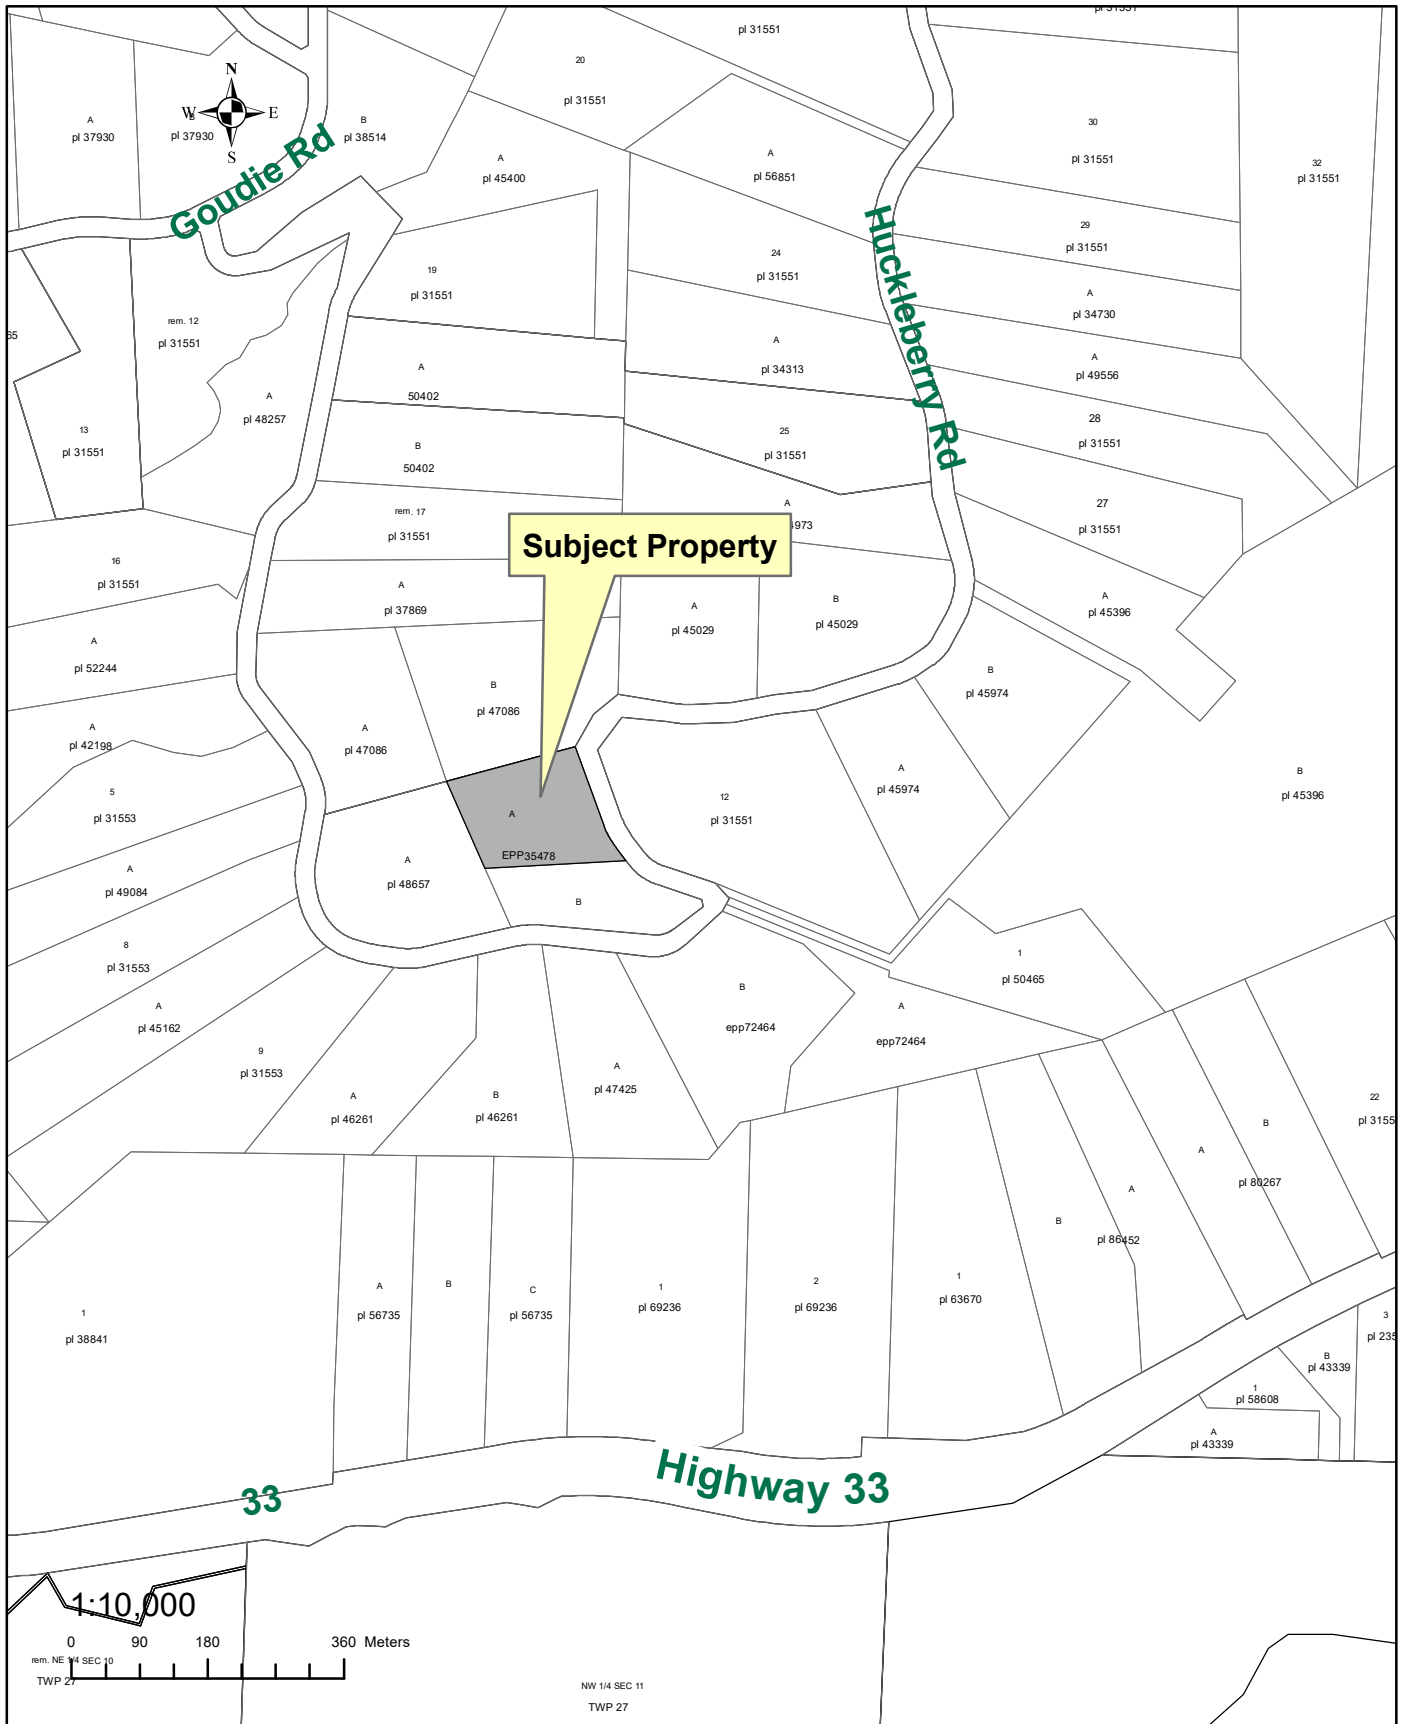 pl 31551
pl 31551
20
pl 31551
N
W
E
S
A
pl 37930
B
pl 37930
B
pl 38514
30
pl 31551
A
pl 45400
A
pl 56851
32
pl 31551
Goudie Rd
Huckleberry Rd
29
pl 31551
24
pl 31551
19
pl 31551
A
pl 34730
rem. 12
pl 31551
65
A
pl 34313
A
pl 49556
A
50402
A
pl 48257
28
pl 31551
13
pl 31551
25
pl 31551
B
50402
A
973
27
pl 31551
rem. 17
pl 31551
Subject Property
16
pl 31551
A
pl 37869
A
pl 45029
B
pl 45029
A
pl 45396
A
pl 52244
B
pl 47086
B
pl 45974
A
pl 42198
A
pl 47086
A
pl 45974
B
pl 45396
5
pl 31553
12
pl 31551
A
EPP35478
A
pl 48657
A
pl 49084
B
8
pl 31553
1
pl 50465
B
epp72464
A
epp72464
A
pl 45162
9
pl 31553
A
pl 47425
A
pl 46261
B
pl 46261
22
pl 3155
B
A
pl 80267
A
B
pl 86452
1
pl 38841
A
pl 56735
B
C
pl 56735
1
pl 69236
2
pl 69236
1
pl 63670
3
pl 235
B
pl 43339
1
pl 58608
A
pl 43339
Highway 33
33
1:10,000
0 90 180 360 Meters
rem. NE 1/4 SEC 10
TWP 27
NW 1/4 SEC 11
TWP 27